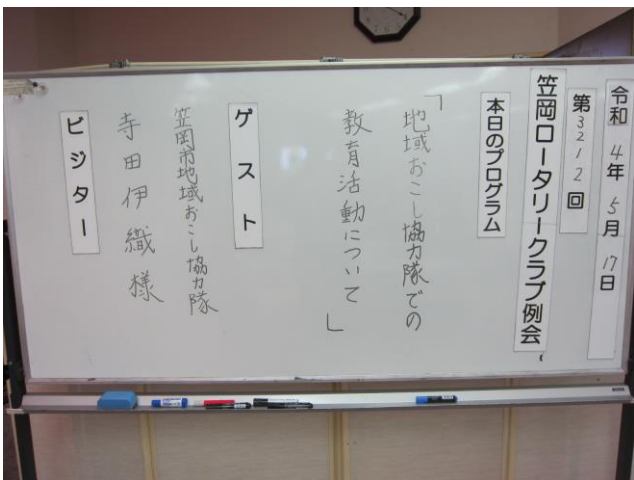 令和4年5月17日
第3212回
笠岡ロータリークラブ例会
本日のプログラム
「地域おこし協力隊での
教育活動について」
ゲスト
笠岡市地域おこし協力隊
寺田伊織様
ビジター